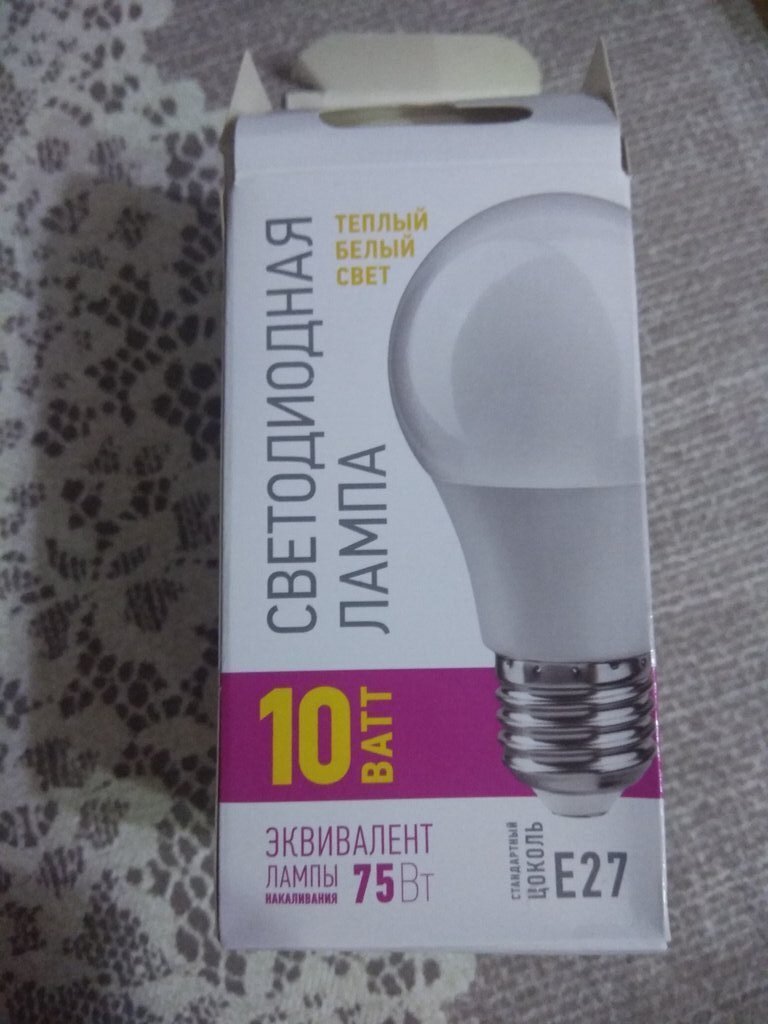 ТЕПЛЫЙ
БЕЛЫЙ
СВЕТ
СВЕТОДИОДНАЯ
ЛАМПА
10 ВАТТ
ЭКВИВАЛЕНТ
ЛАМПЫ
НАКАЛИВАНИЯ
75Вт
СТАНДАРТНЫЙ
ЦОКОЛЬ
E27